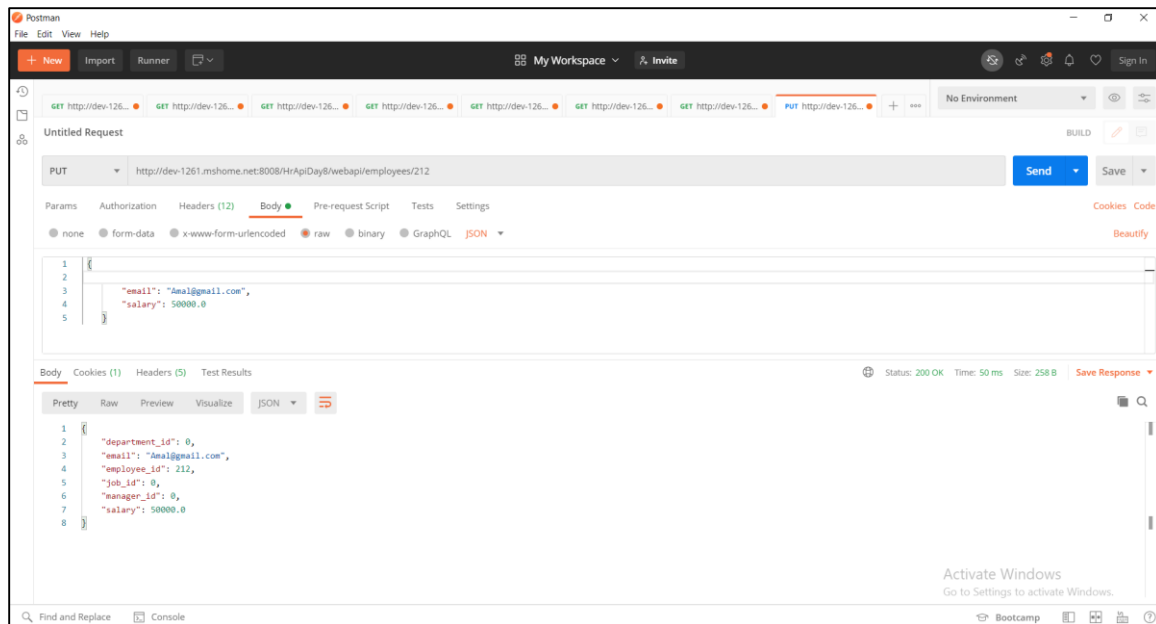 Postman
File Edit View Help
+ New Import Runner My Workspace Invite Sign In
GET http://dev-126... GET http://dev-126... GET http://dev-126... GET http://dev-126... GET http://dev-126... GET http://dev-126... GET http://dev-126... PUT http://dev-126... + ooo No Environment
Untitled Request BUILD
PUT http://dev-1261.mshome.net:8008/HrApiDay8/webapi/employees/212 Send Save
Params Authorization Headers (12) Body Pre-request Script Tests Settings Cookies Code
none form-data x-www-form-urlencoded raw binary GraphQL JSON Beautify
1 {
2
3 "email": "Amal@gmail.com",
4 "salary": 50000.0
5 }
Body Cookies (1) Headers (5) Test Results Status: 200 OK Time: 50 ms Size: 258 B Save Response
Pretty Raw Preview Visualize JSON
1 {
2 "department_id": 0,
3 "email": "Amal@gmail.com",
4 "employee_id": 212,
5 "job_id": 0,
6 "manager_id": 0,
7 "salary": 50000.0
8 }
Activate Windows
Go to Settings to activate Windows.
Find and Replace Console Bootcamp